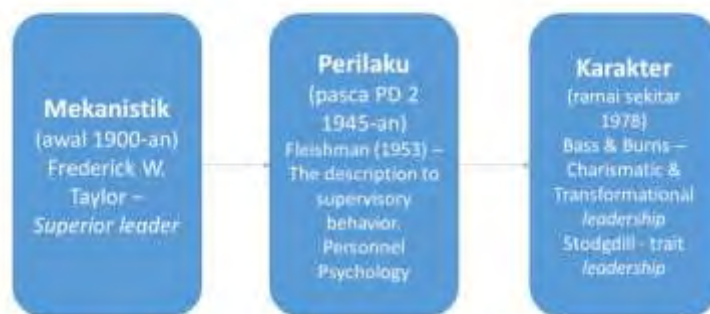 Mekanistik
(awal 1900-an)
Frederick W.
Taylor –
Superior leader
Perilaku
(pasca PD 2
1945-an)
Fleishman (1953) –
The description to
supervisory
behavior.
Personnel
Psychology
Karakter
(ramai sekitar
1978)
Bass & Burns –
Charismatic &
Transformational
leadership
Stodgdill - trait
leadership